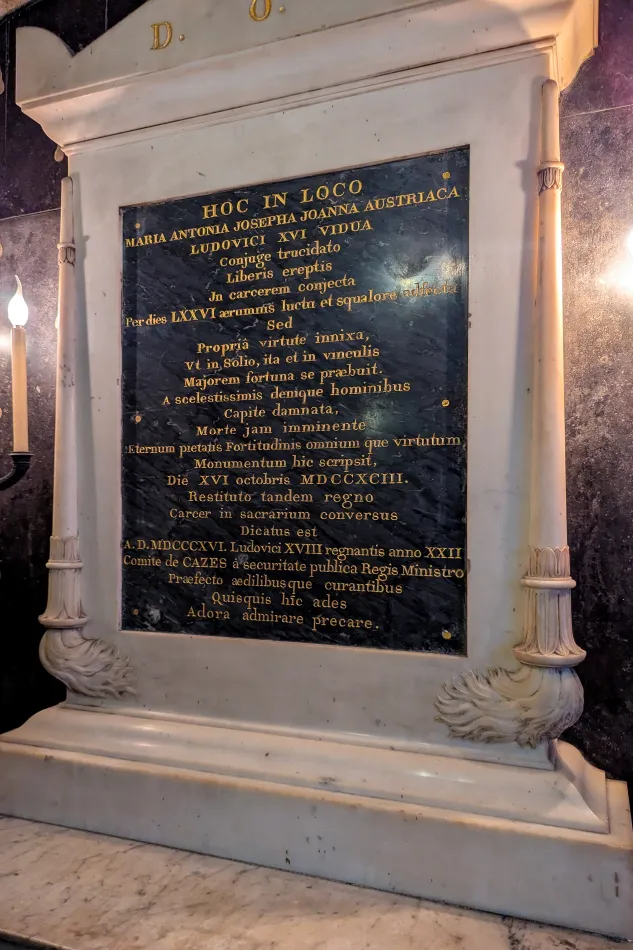 D. O.
HOC IN LOCO
MARIA ANTONIA JOSEPHA JOANNA AUSTRIACA
LUDOVICI XVI VIDUA
Conjuge trucidato
Liberis ereptis
Jn carcerem conjecta
Per dies LXXVI ærumnis luctu et squalore adfecta
Sed
Propriâ virtute innixa,
Vt in Solio, ita et in vinculis
Majorem fortuna se præbuit.
A scelestissimis denique hominibus
Capite damnata,
Morte jam imminente
Æternum pietatis Fortitudinis omnium que virtutum
Monumentum hic scripsit,
Die XVI octobris MDCCXCIII.
Restituto tandem regno
Carcer in sacrarium conversus
Dicatus est
A.D.MDCCCXVI. Ludovici XVIII regnantis anno XXII
Comite de CAZES à securitate publica Regis Ministro
Præfecto ædilibusque curantibus
Quisquis hîc ades
Adora admirare precare.